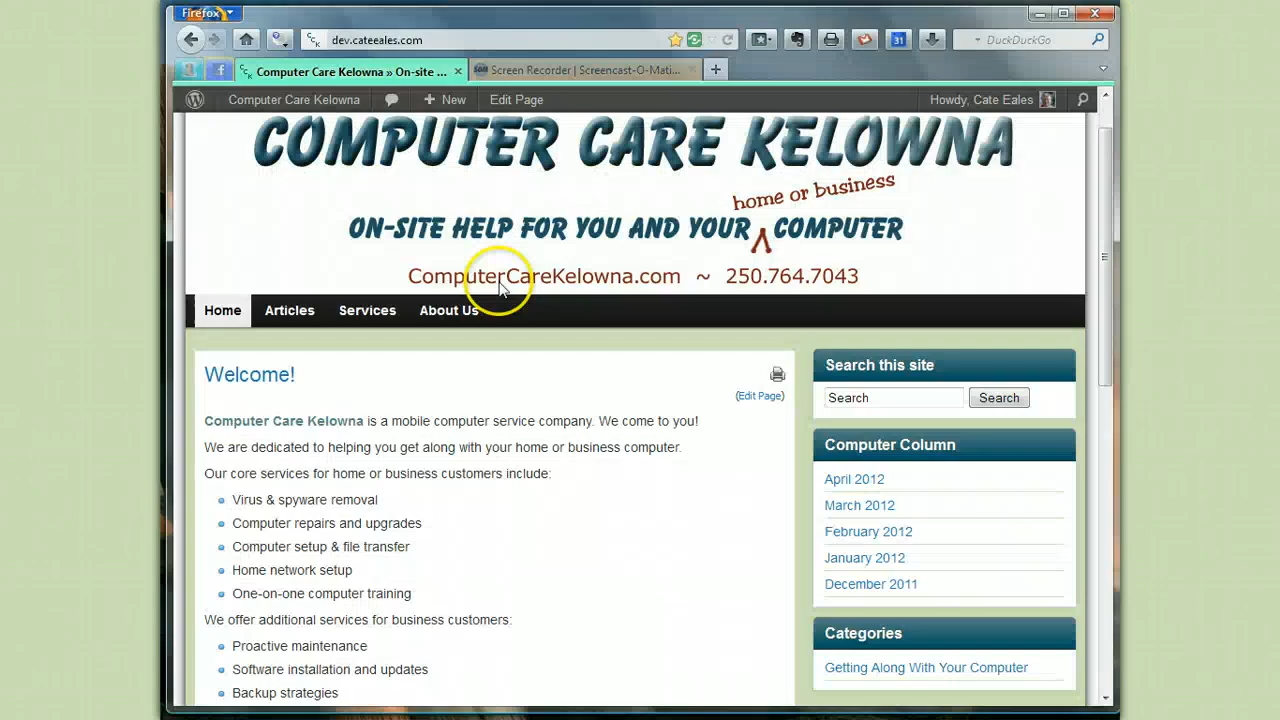 Firefox
dev.cateeales.com
DuckDuckGo
Computer Care Kelowna » On-site ...
Screen Recorder | Screencast-O-Mati...
Computer Care Kelowna
New
Edit Page
Howdy, Cate Eales
COMPUTER CARE KELOWNA
home or business
ON-SITE HELP FOR YOU AND YOUR COMPUTER
ComputerCareKelowna.com ~ 250.764.7043
Home
Articles
Services
About Us
Welcome!
(Edit Page)
Computer Care Kelowna is a mobile computer service company. We come to you!
We are dedicated to helping you get along with your home or business computer.
Our core services for home or business customers include:
Virus & spyware removal
Computer repairs and upgrades
Computer setup & file transfer
Home network setup
One-on-one computer training
We offer additional services for business customers:
Proactive maintenance
Software installation and updates
Backup strategies
Search this site
Search
Search
Computer Column
April 2012
March 2012
February 2012
January 2012
December 2011
Categories
Getting Along With Your Computer